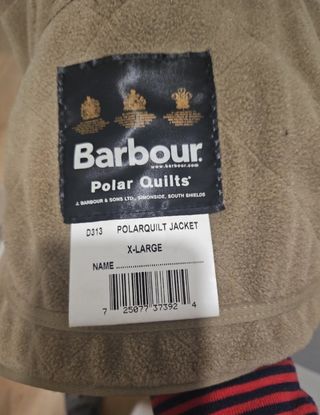 Barbour.
www.barbour.com
Polar Quilts®
J. BARBOUR & SONS LTD., SIMONSIDE, SOUTH SHIELDS
D313 POLARQUILT JACKET
X-LARGE
NAME ..............................
7 25077 37392 4